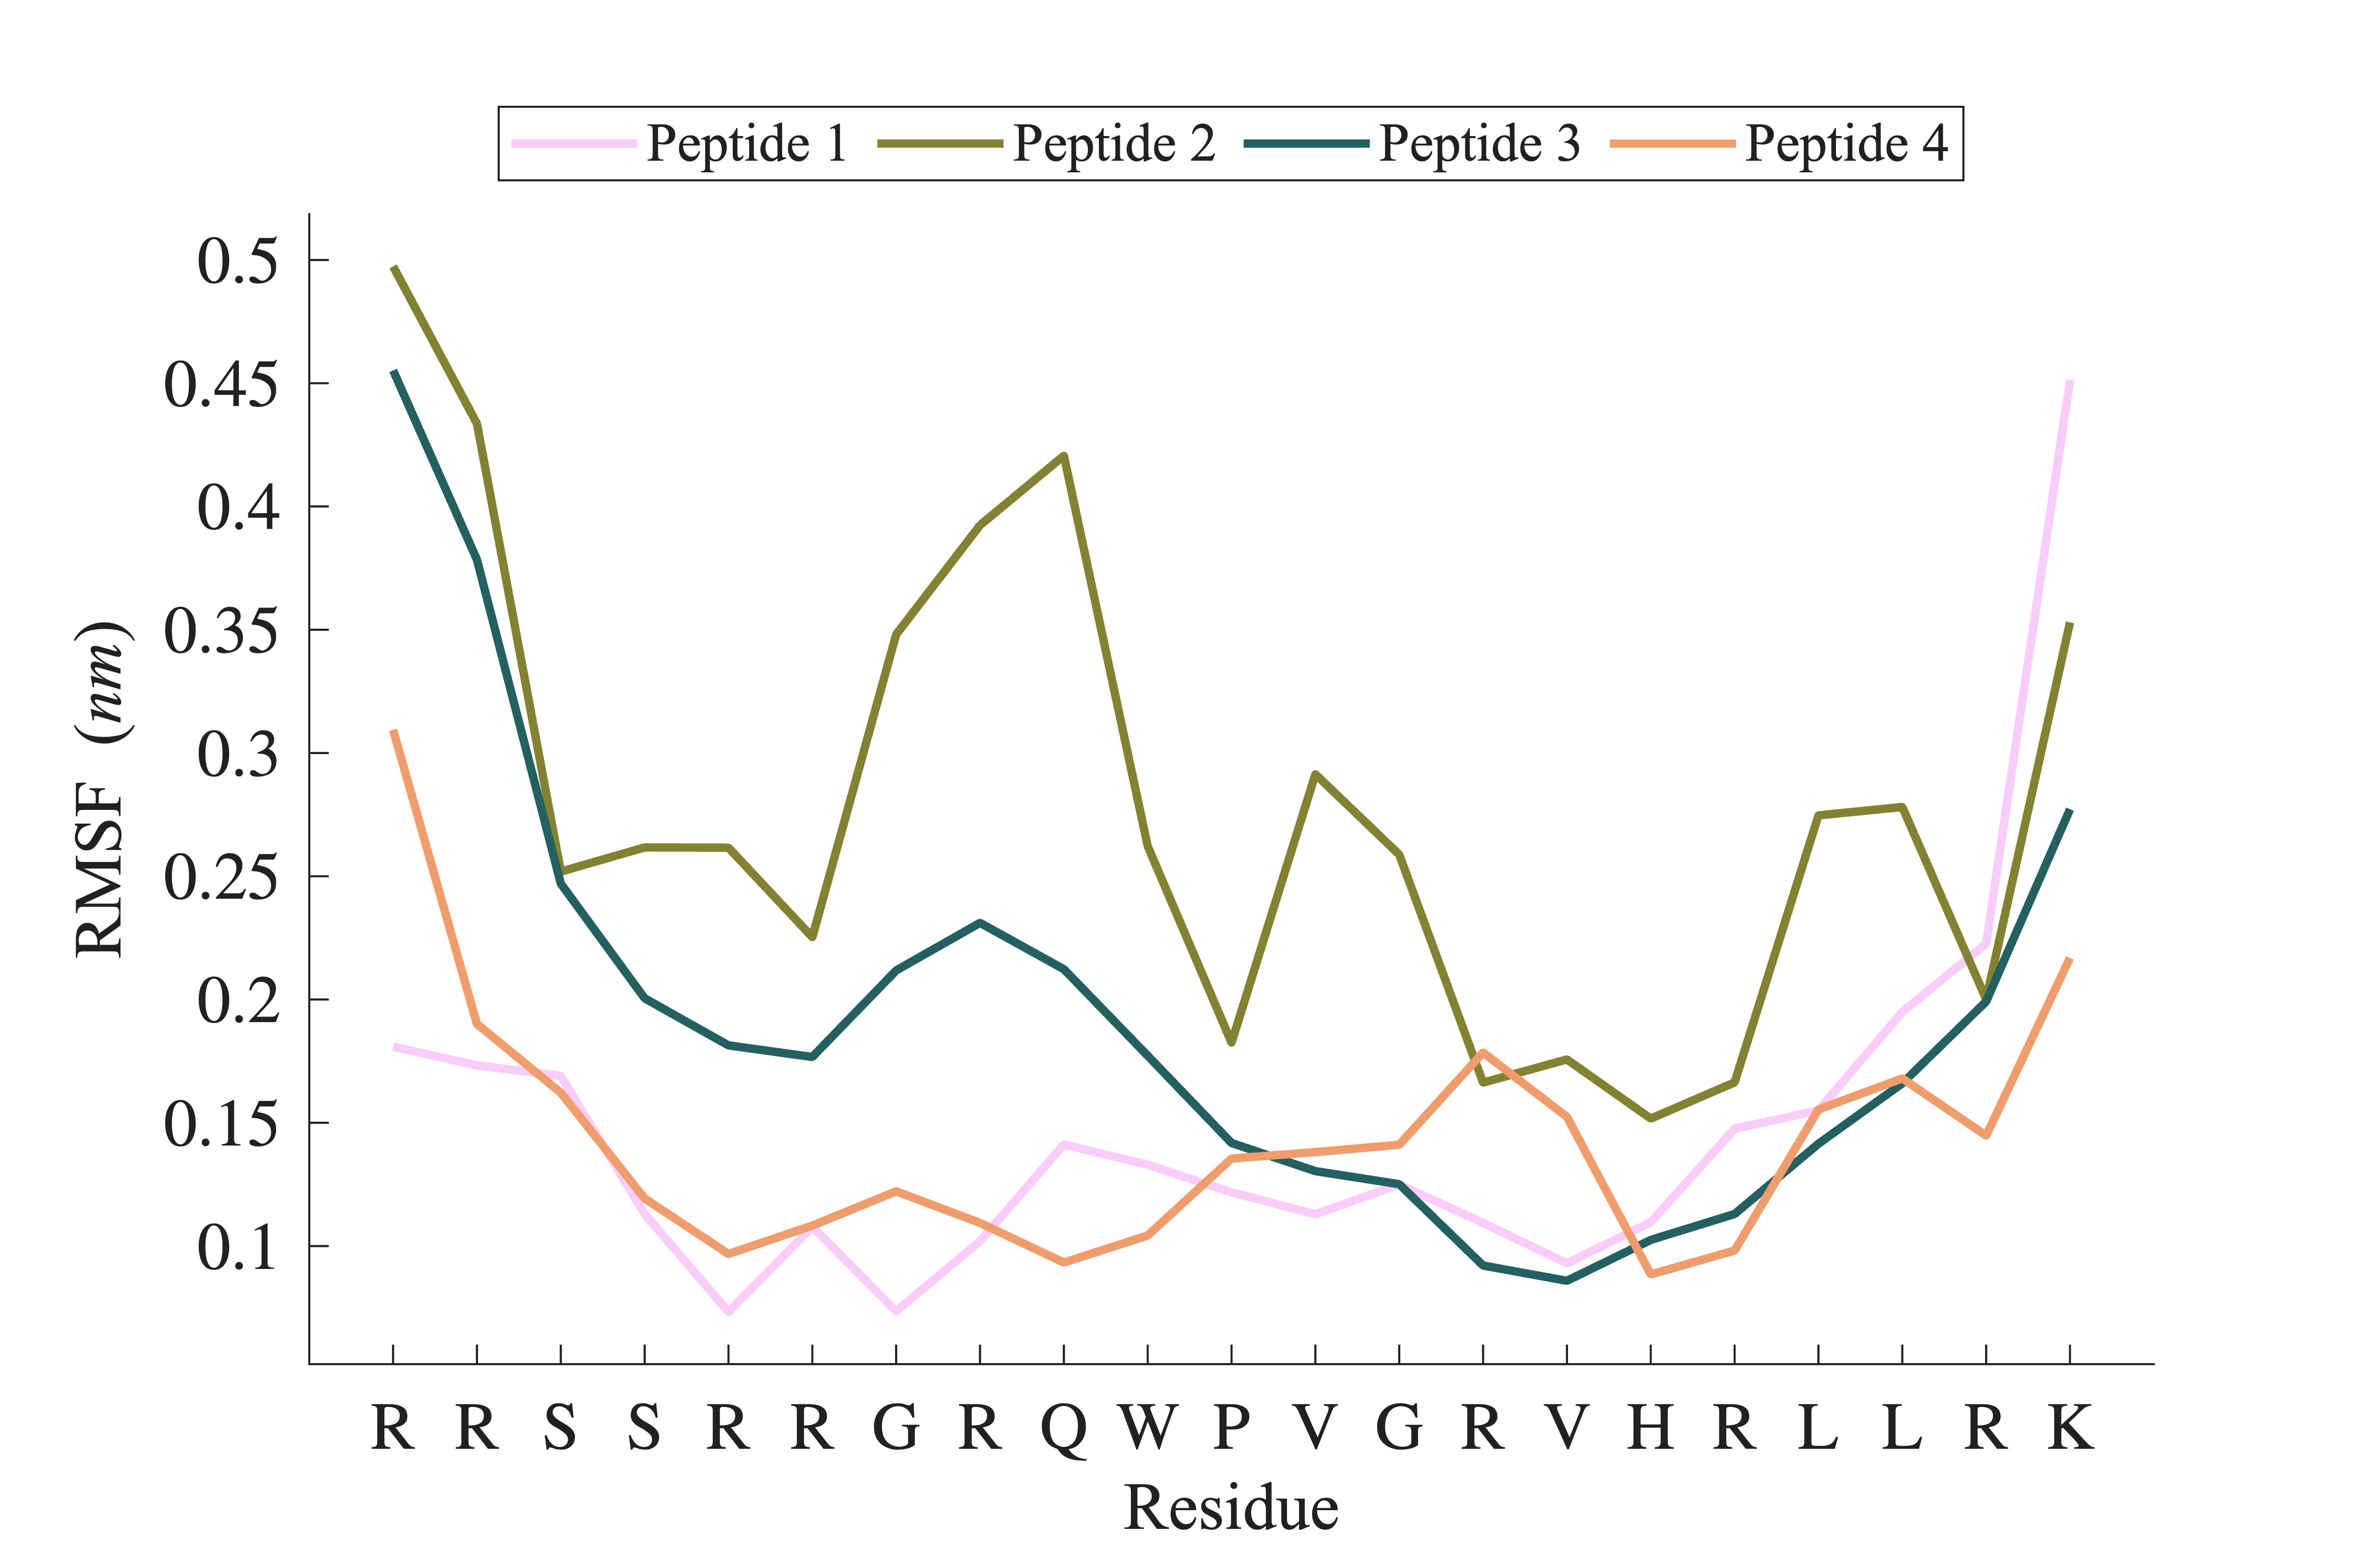 Peptide 1 Peptide 2 Peptide 3 Peptide 4
0.5
0.45
0.4
0.35
0.3
0.25
0.2
0.15
0.1
RMSF (nm)
R R S S R R G R Q W P V G R V H R L L R K
Residue